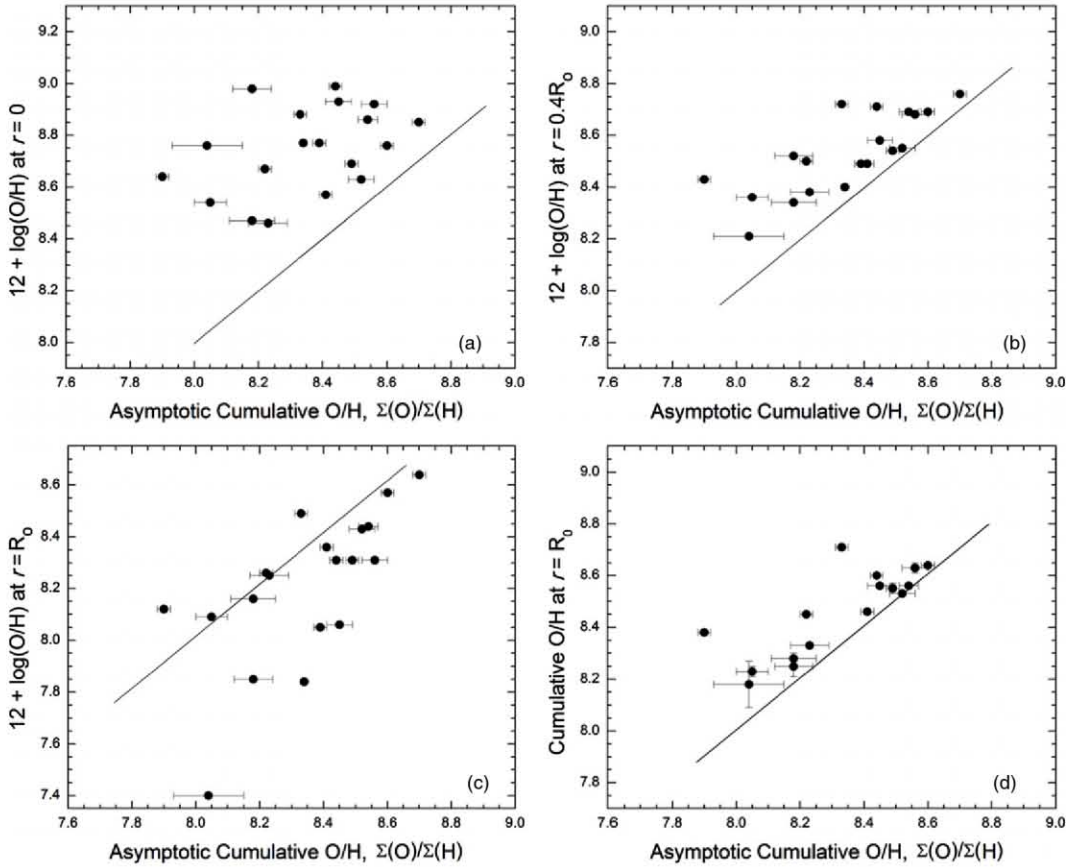 9.2
9.0
8.8
8.6
8.4
8.2
8.0
12 + log(O/H) at r = 0
(a)
7.6 7.8 8.0 8.2 8.4 8.6 8.8 9.0
Asymptotic Cumulative O/H, Σ(O)/Σ(H)
9.0
8.8
8.6
8.4
8.2
8.0
7.8
12 + log(O/H) at r = 0.4R₀
(b)
7.6 7.8 8.0 8.2 8.4 8.6 8.8 9.0
Asymptotic Cumulative O/H, Σ(O)/Σ(H)
8.6
8.4
8.2
8.0
7.8
7.6
7.4
12 + log(O/H) at r = R₀
(c)
7.6 7.8 8.0 8.2 8.4 8.6 8.8 9.0
Asymptotic Cumulative O/H, Σ(O)/Σ(H)
9.0
8.8
8.6
8.4
8.2
8.0
7.8
Cumulative O/H at r = R₀
(d)
7.6 7.8 8.0 8.2 8.4 8.6 8.8 9.0
Asymptotic Cumulative O/H, Σ(O)/Σ(H)